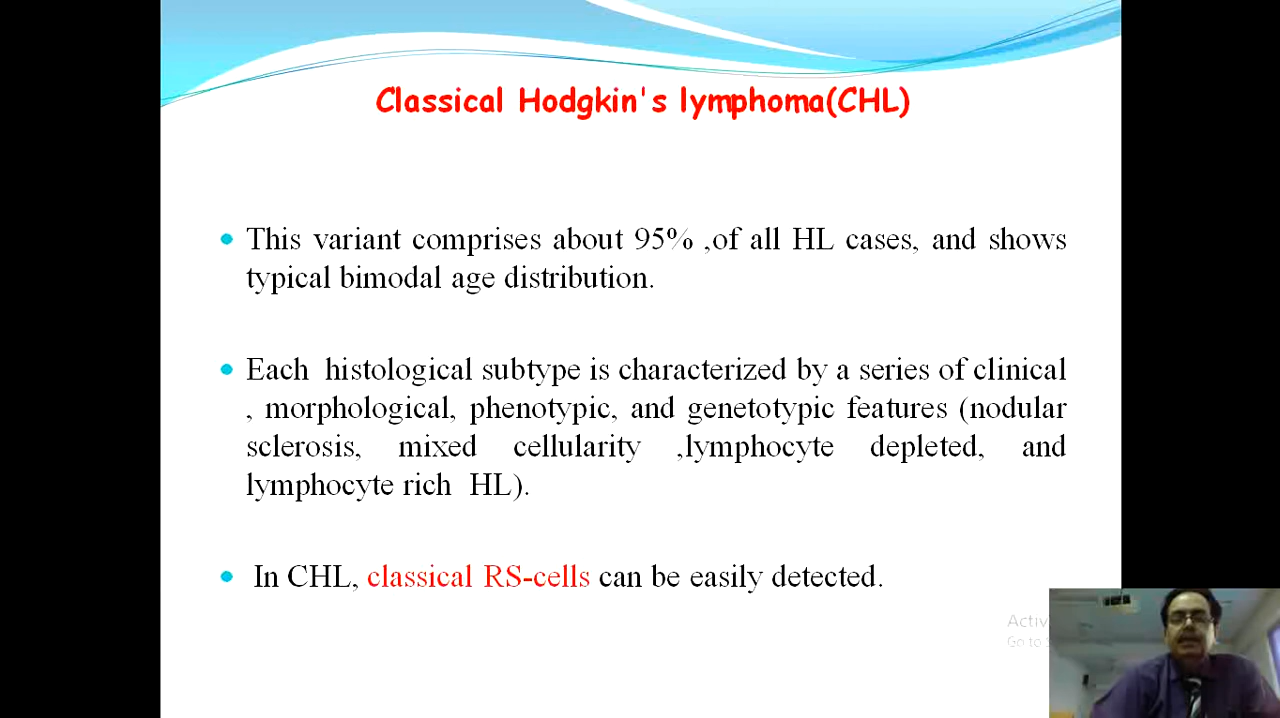 Classical Hodgkin's lymphoma(CHL)
This variant comprises about 95% ,of all HL cases, and shows
typical bimodal age distribution.
Each histological subtype is characterized by a series of clinical
, morphological, phenotypic, and genetotypic features (nodular
sclerosis, mixed cellularity ,lymphocyte depleted, and
lymphocyte rich HL).
In CHL, classical RS-cells can be easily detected.
Go to